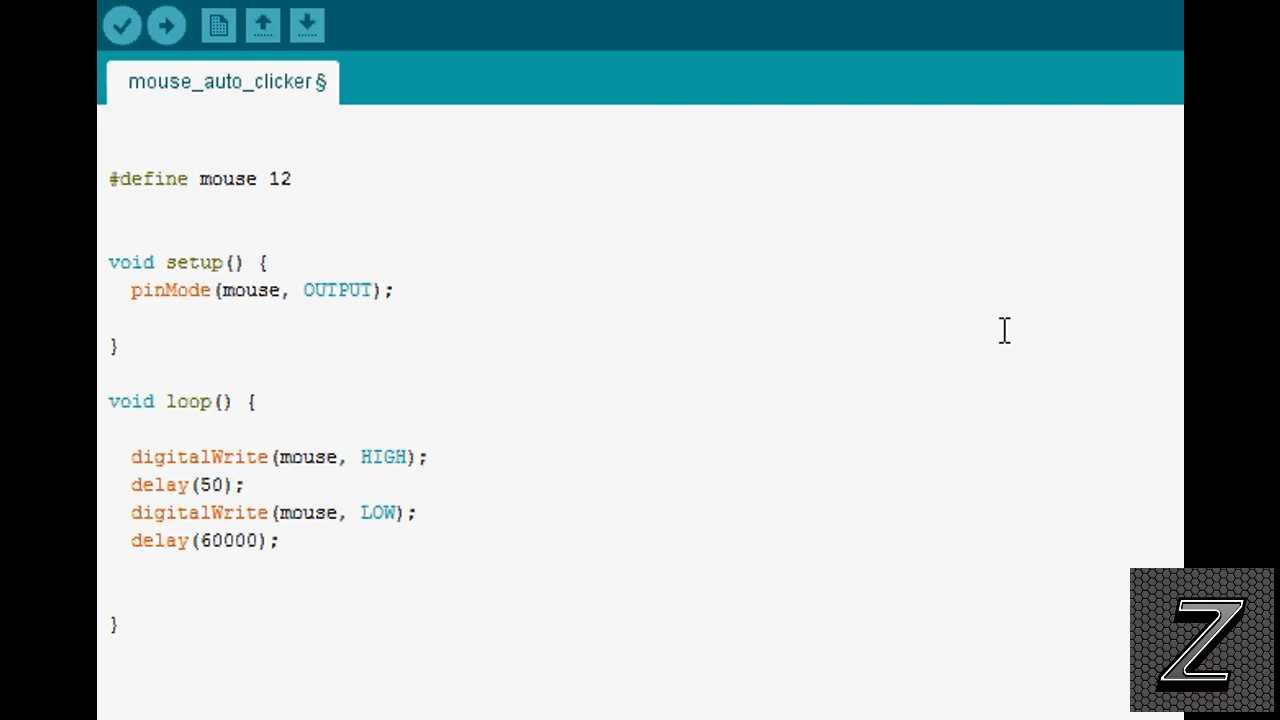 mouse_auto_clicker §
#define mouse 12
void setup() {
pinMode(mouse, OUTPUT);
}
void loop() {
digitalWrite(mouse, HIGH);
delay(50);
digitalWrite(mouse, LOW);
delay(60000);
}
Z